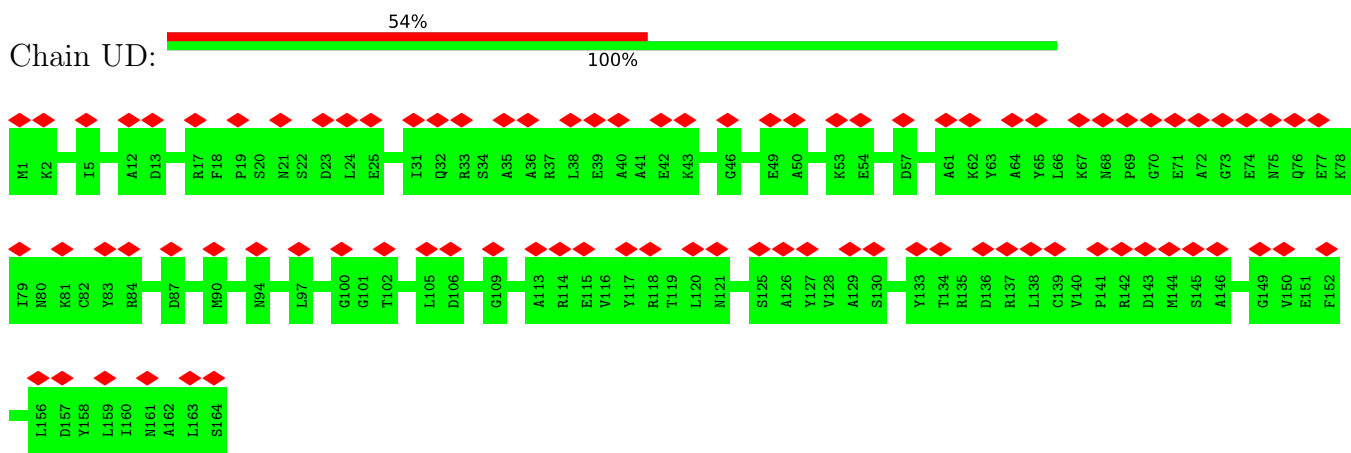 54%
Chain UD:
100%
M1 K2 I5 A12 D13 R17 F18 P19 S20 N21 S22 D23 L24 E25 I31 Q32 R33 S34 A35 A36 R37 L38 E39 A40 A41 E42 K43 G46 E49 A50 K53 E54 D57 A61 K62 Y63 A64 Y65 L66 K67 N68 P69 G70 E71 A72 G73 E74 N75 Q76 E77 K78
I79 N80 K81 C82 Y83 R84 D87 M90 N94 L97 G100 G101 T102 L105 D106 G109 A113 R114 E115 V116 Y117 R118 T119 L120 N121 S125 A126 Y127 V128 A129 S130 Y133 T134 R135 D136 R137 L138 C139 V140 P141 R142 D143 M144 S145 A146 G149 V150 E151 F152
L156 D157 Y158 L159 I160 N161 A162 L163 S164